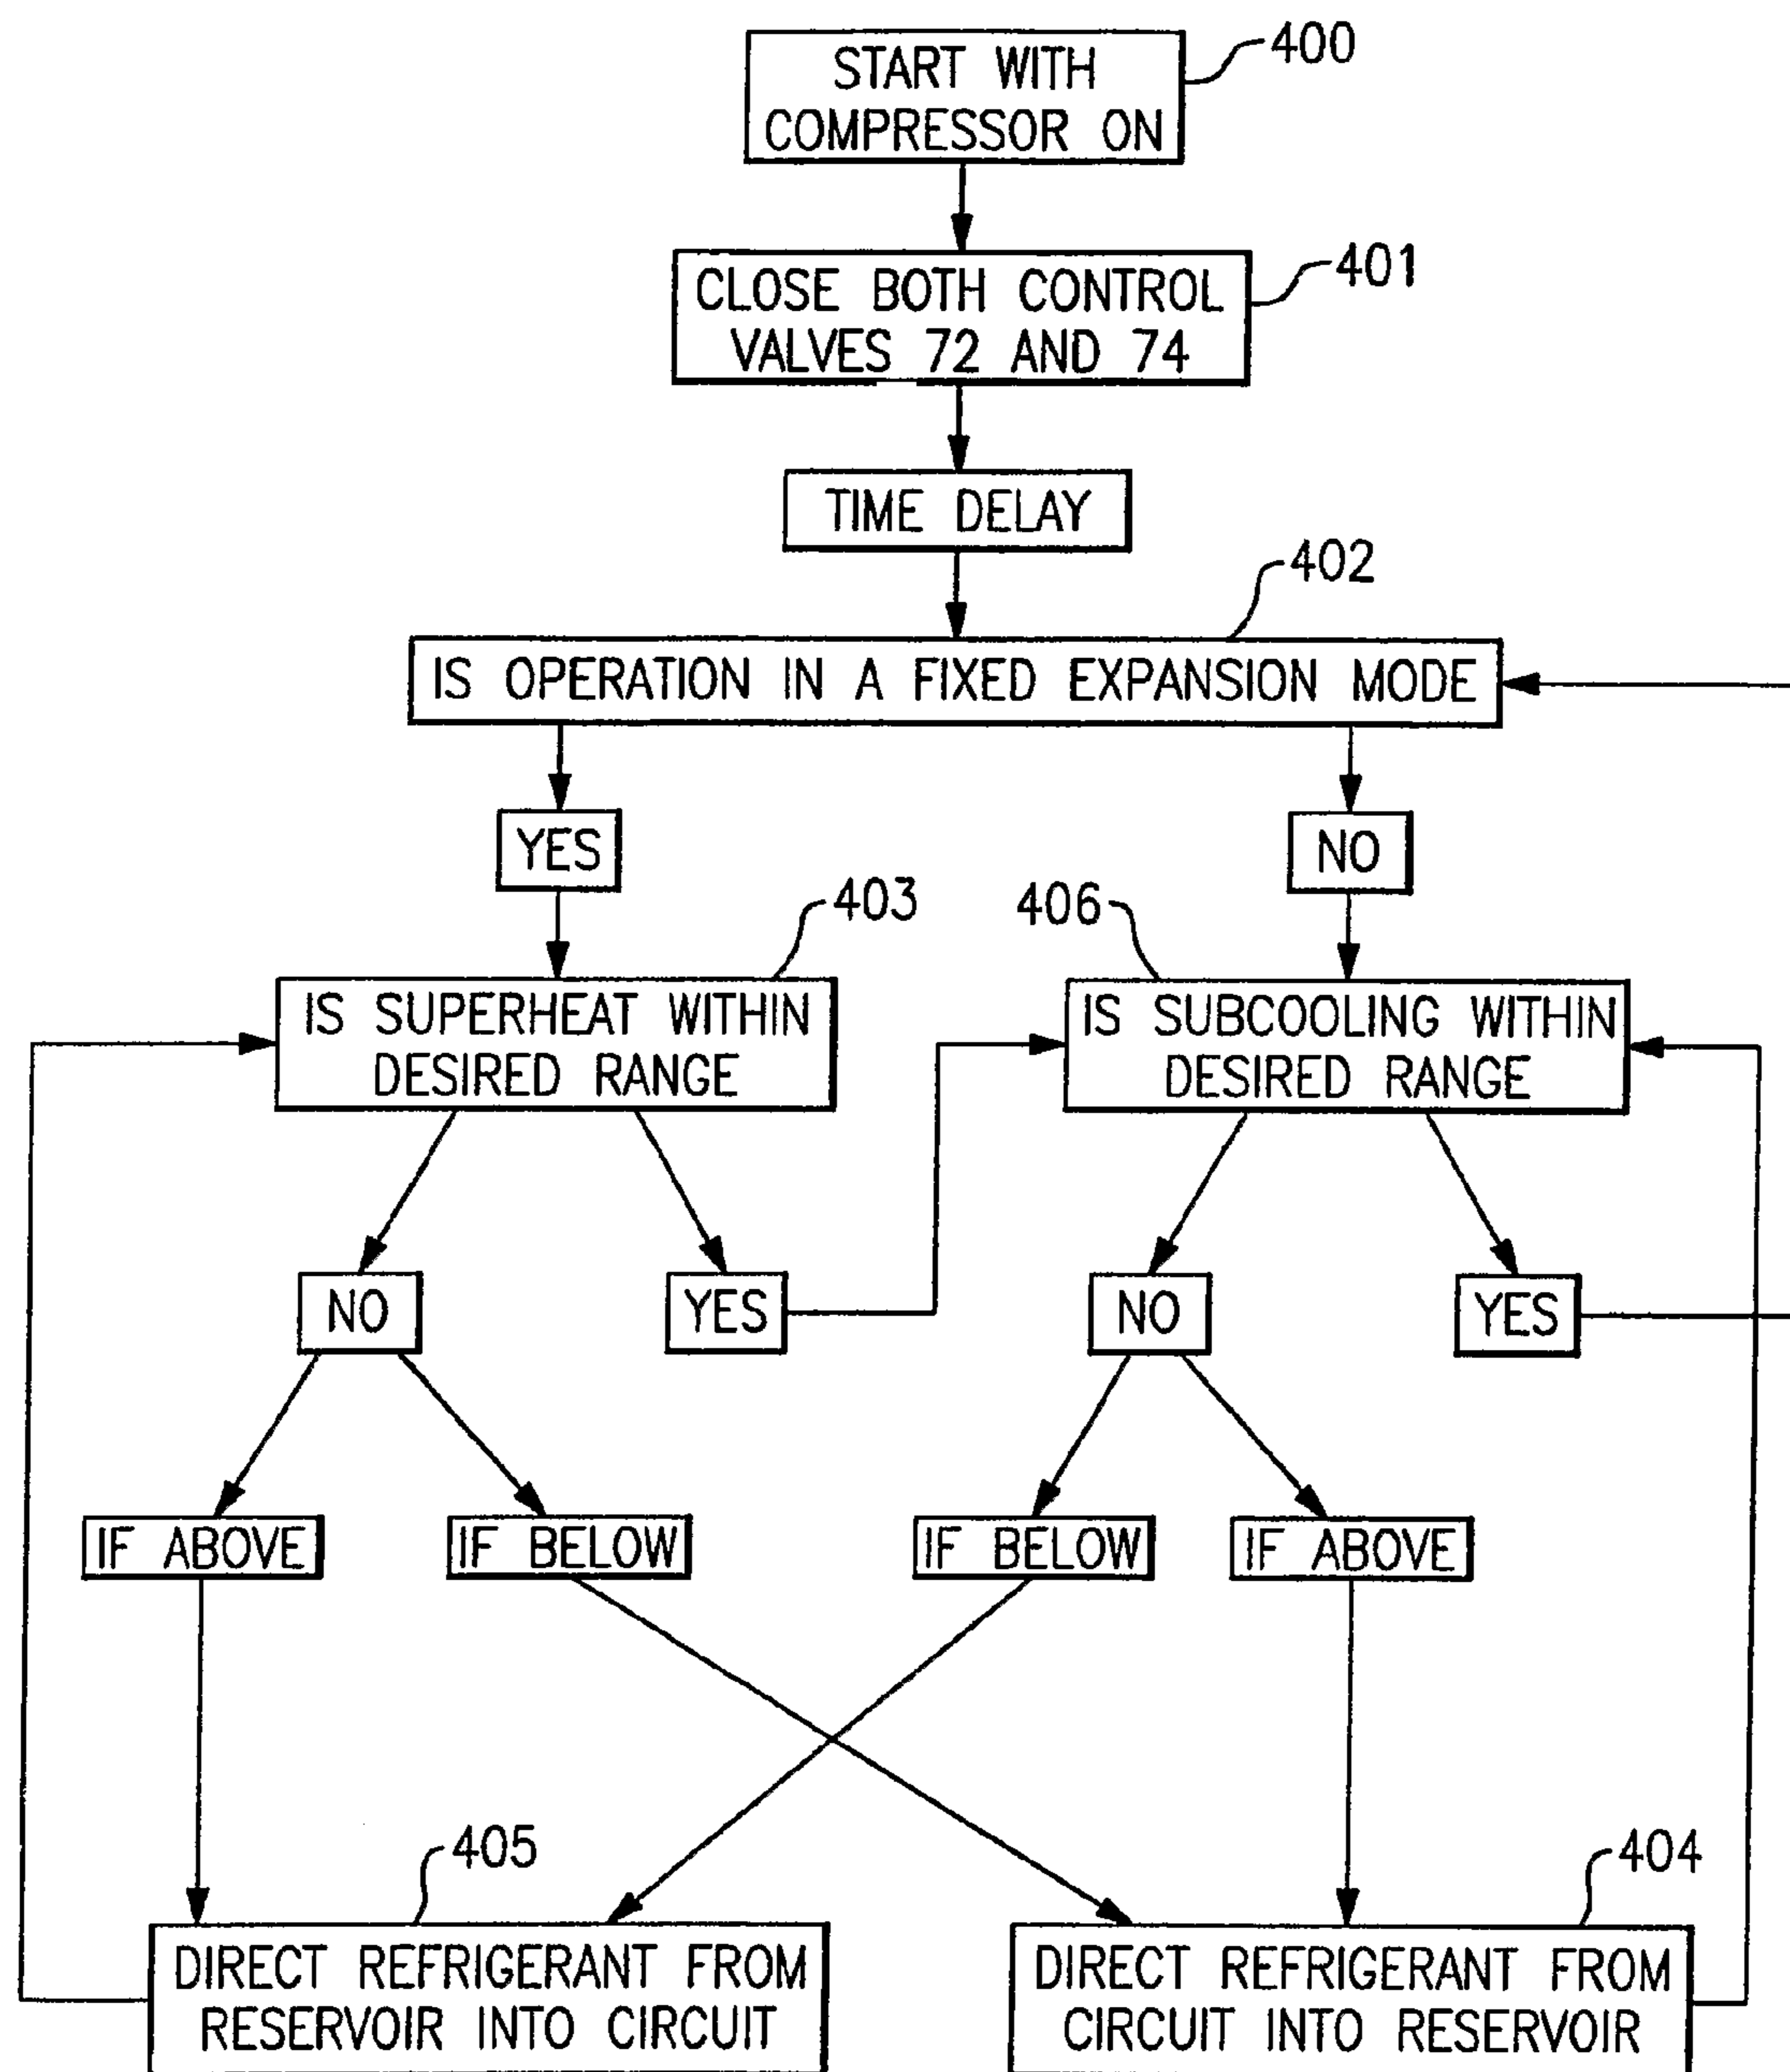 START WITH
COMPRESSOR ON
400
CLOSE BOTH CONTROL
VALVES 72 AND 74
401
TIME DELAY
402
IS OPERATION IN A FIXED EXPANSION MODE
YES
NO
403
406
IS SUPERHEAT WITHIN
DESIRED RANGE
IS SUBCOOLING WITHIN
DESIRED RANGE
NO
YES
NO
YES
IF ABOVE
IF BELOW
IF BELOW
IF ABOVE
405
404
DIRECT REFRIGERANT FROM
RESERVOIR INTO CIRCUIT
DIRECT REFRIGERANT FROM
CIRCUIT INTO RESERVOIR